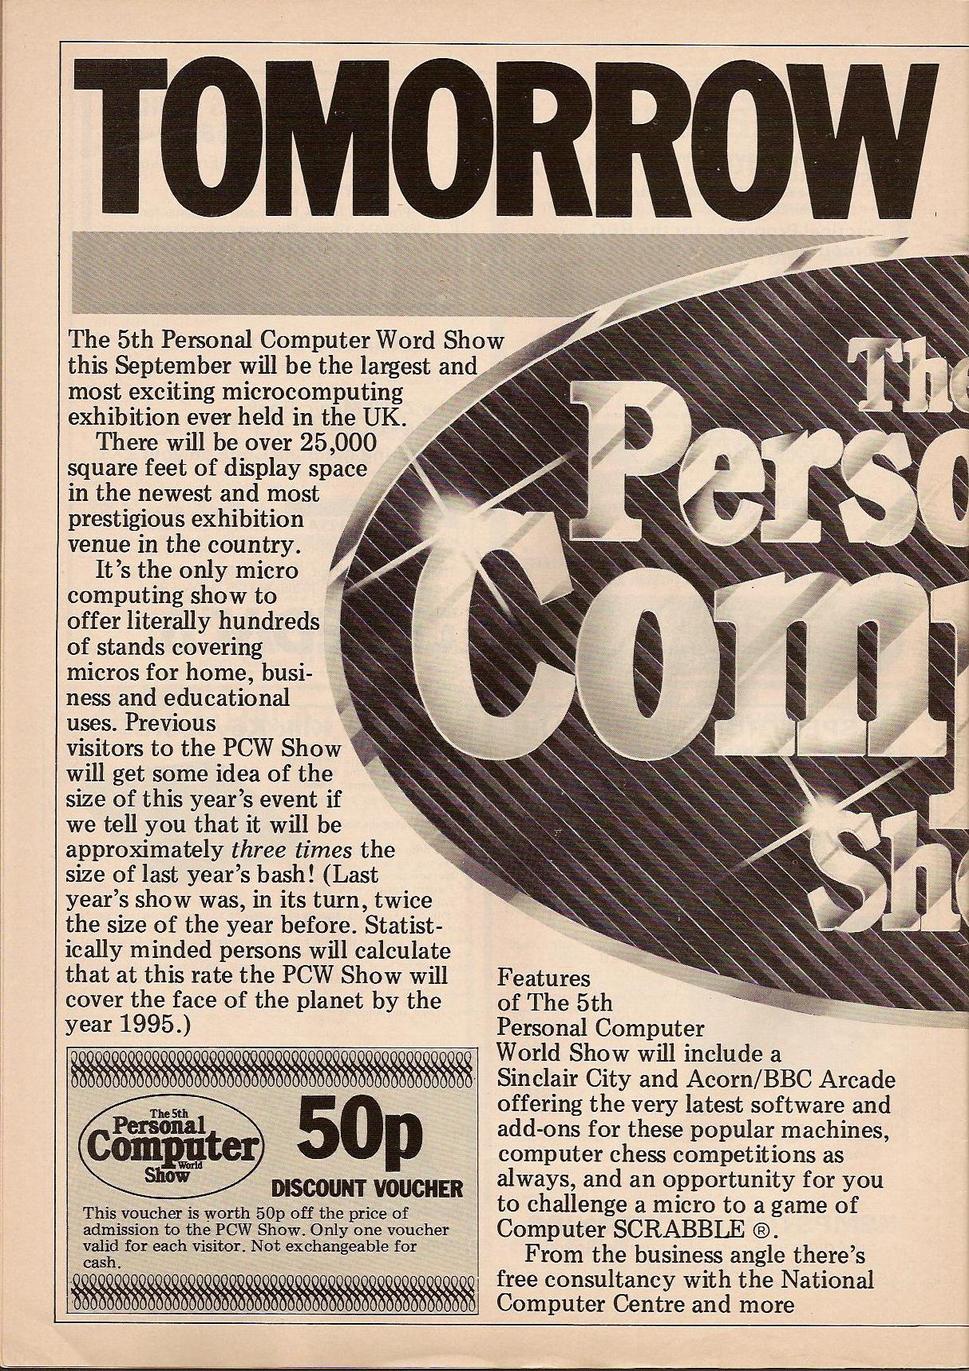 TOMORROW
The 5th Personal Computer Word Show
this September will be the largest and
most exciting microcomputing
exhibition ever held in the UK.
There will be over 25,000
square feet of display space
in the newest and most
prestigious exhibition
venue in the country.
It's the only micro
computing show to
offer literally hundreds
of stands covering
micros for home, busi-
ness and educational
uses. Previous
visitors to the PCW Show
will get some idea of the
size of this year's event if
we tell you that it will be
approximately three times the
size of last year's bash! (Last
year's show was, in its turn, twice
the size of the year before. Statist-
ically minded persons will calculate
that at this rate the PCW Show will
cover the face of the planet by the
year 1995.)
The
Perso
Comp
Sho
The 5th
Personal
Computer
World
Show
50p
DISCOUNT VOUCHER
This voucher is worth 50p off the price of
admission to the PCW Show. Only one voucher
valid for each visitor. Not exchangeable for
cash.
Features
of The 5th
Personal Computer
World Show will include a
Sinclair City and Acorn/BBC Arcade
offering the very latest software and
add-ons for these popular machines,
computer chess competitions as
always, and an opportunity for you
to challenge a micro to a game of
Computer SCRABBLE ®.
From the business angle there's
free consultancy with the National
Computer Centre and more